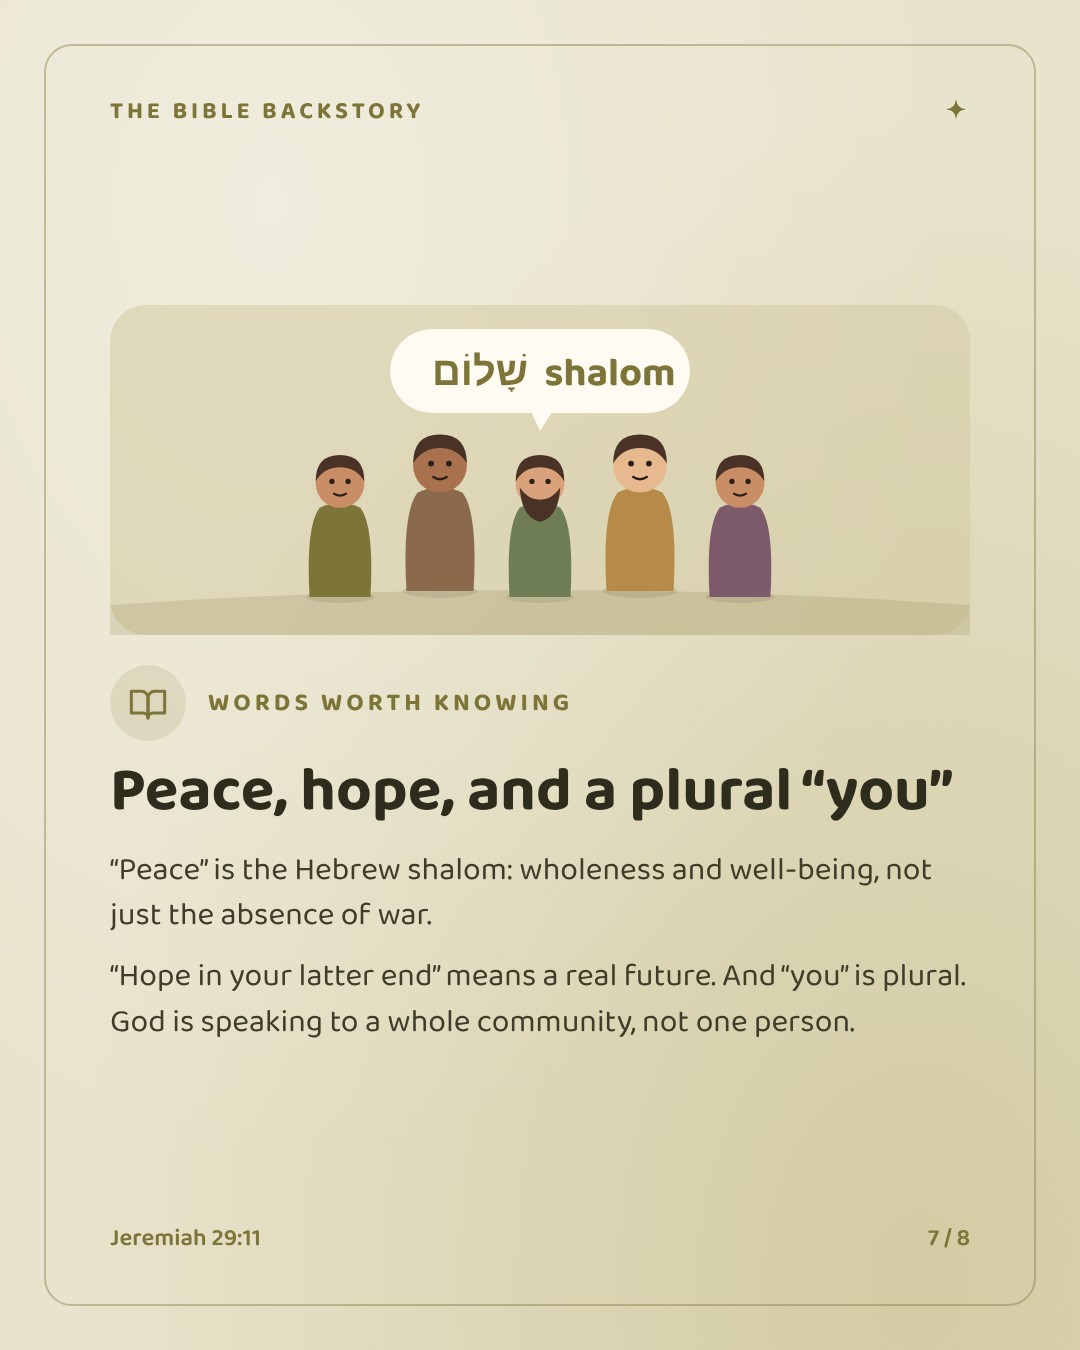 THE BIBLE BACKSTORY
שָׁלוֹם shalom
WORDS WORTH KNOWING
Peace, hope, and a plural “you”
“Peace” is the Hebrew shalom: wholeness and well-being, not
just the absence of war.
“Hope in your latter end” means a real future. And “you” is plural.
God is speaking to a whole community, not one person.
Jeremiah 29:11
7 / 8